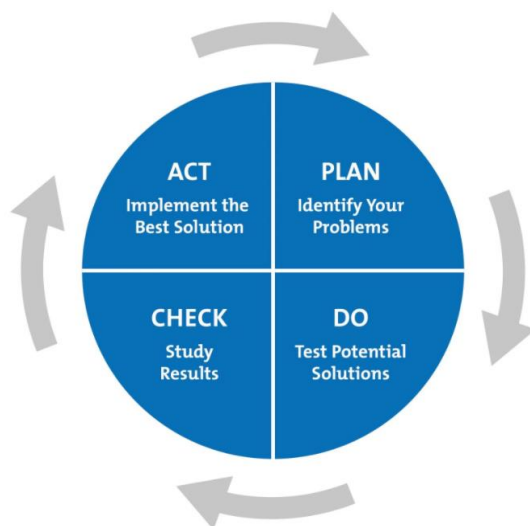 ACT
Implement the
Best Solution
PLAN
Identify Your
Problems
CHECK
Study
Results
DO
Test Potential
Solutions